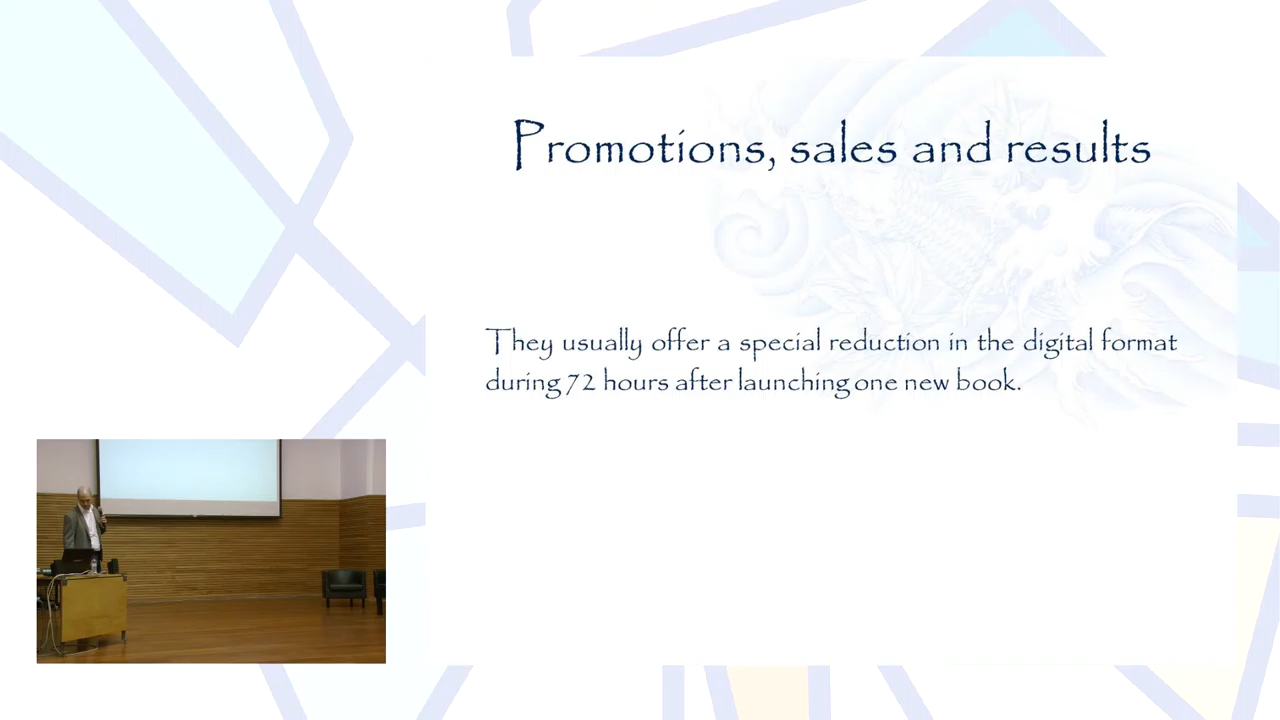 Promotions, sales and results
They usually offer a special reduction in the digital format
during 72 hours after launching one new book.